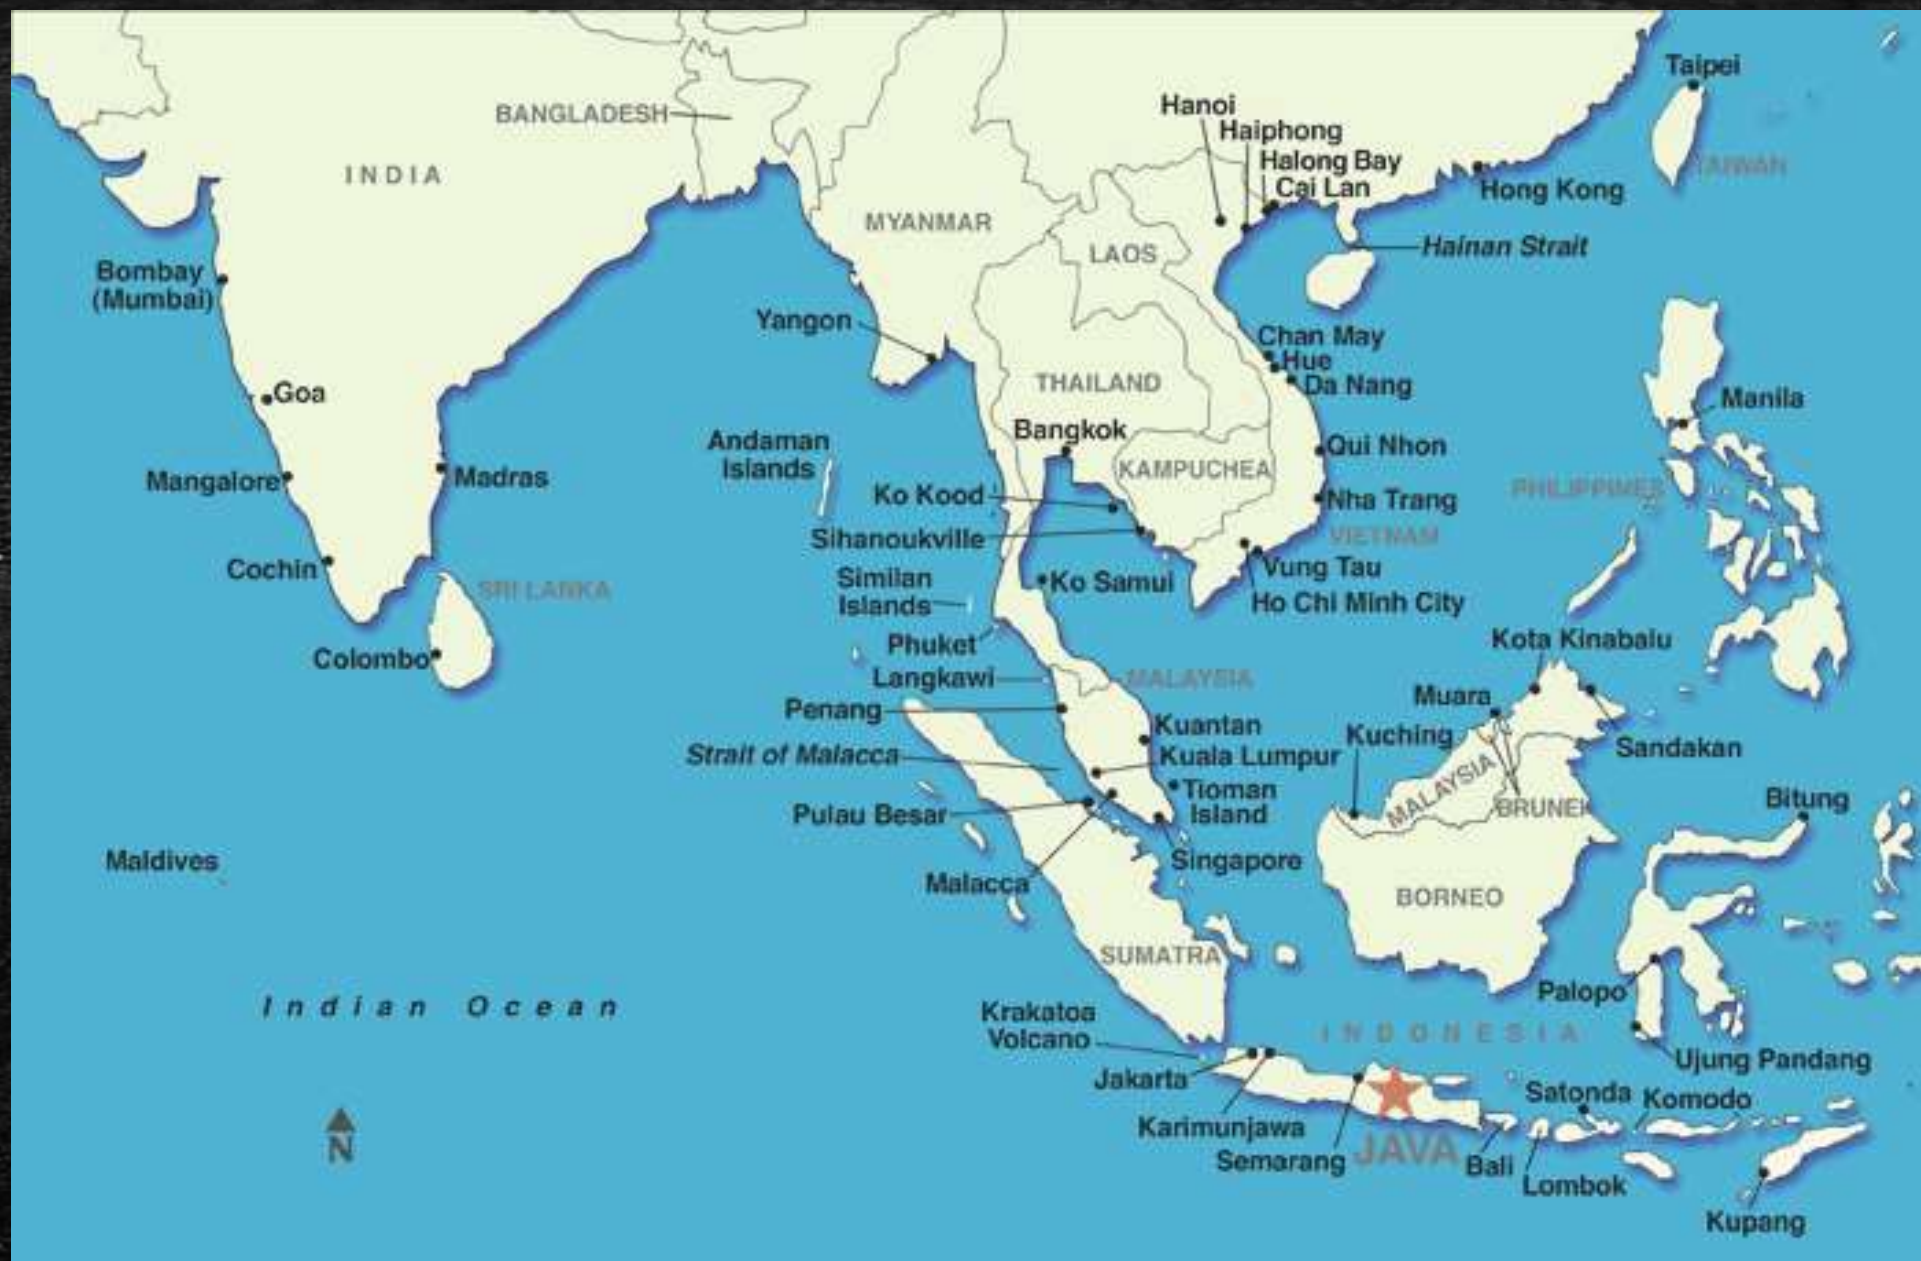 Taipei
Hanoi
BANGLADESH
Haiphong
Halong Bay
INDIA
TAIWAN
Cai Lan
Hong Kong
MYANMAR
Hainan Strait
LAOS
Bombay
(Mumbai)
Yangon
Chan May
Hue
THAILAND
Da Nang
Goa
Manila
Bangkok
Andaman
Islands
Qui Nhon
KAMPUCHEA
Mangalore
Madras
Ko Kood
PHILIPPINES
Nha Trang
Sihanoukville
VIETNAM
Cochin
Vung Tau
Similan
Islands
Ko Samui
SRI LANKA
Ho Chi Minh City
Phuket
Kota Kinabalu
Colombo
Langkawi
MALAYSIA
Muara
Penang
Kuantan
Kuching
Sandakan
Strait of Malacca
Kuala Lumpur
MALAYSIA
Tioman
Island
BRUNEI
Bitung
Pulau Besar
Maldives
Singapore
Malacca
BORNEO
SUMATRA
Palopo
Indian Ocean
Krakatoa
Volcano
INDONESIA
Ujung Pandang
Jakarta
Satonda
Komodo
Karimunjawa
N
Semarang
JAVA
Bali
Lombok
Kupang